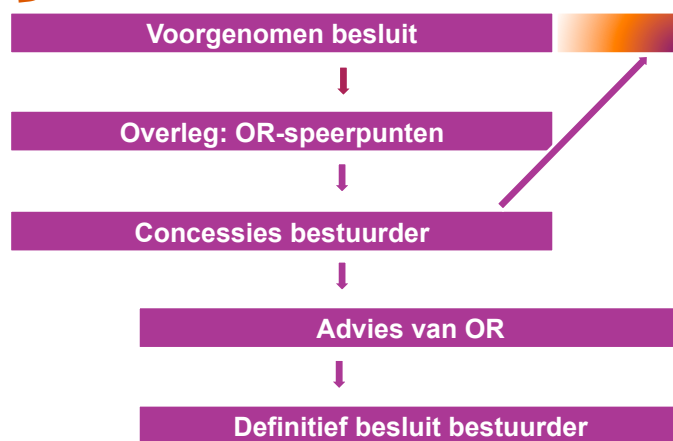 Voorgenomen besluit
Overleg: OR-speerpunten
Concessies bestuurder
Advies van OR
Definitief besluit bestuurder